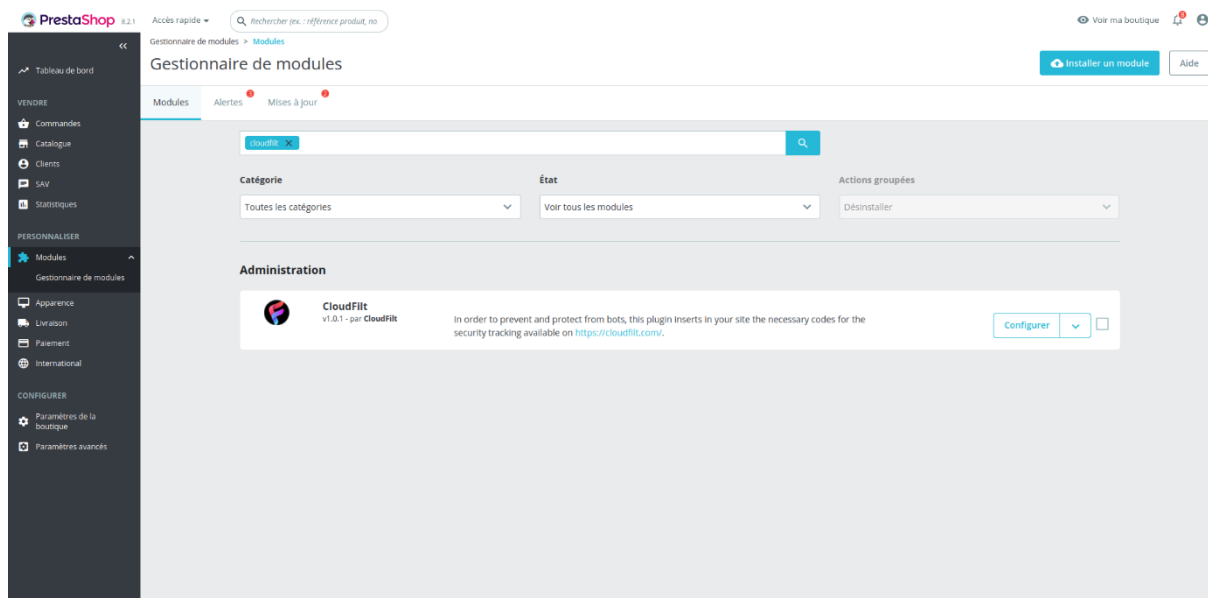 PrestaShop 8.2.1 Accès rapide Rechercher (ex. : référence produit, no Voir ma boutique
Gestionnaire de modules > Modules
Gestionnaire de modules
Installer un module Aide
Modules Alertes Mises à jour
Tableau de bord
VENDRE
Commandes
Catalogue
Clients
SAV
Statistiques
PERSONNALISER
Modules
Gestionnaire de modules
Apparence
Livraison
Paiement
International
CONFIGURER
Paramètres de la
boutique
Paramètres avancés
cloudfilt
Catégorie État Actions groupées
Toutes les catégories Voir tous les modules Désinstaller
Administration
CloudFilt
v1.0.1 - par CloudFilt
In order to prevent and protect from bots, this plugin inserts in your site the necessary codes for the
security tracking available on https://cloudfilt.com/.
Configurer